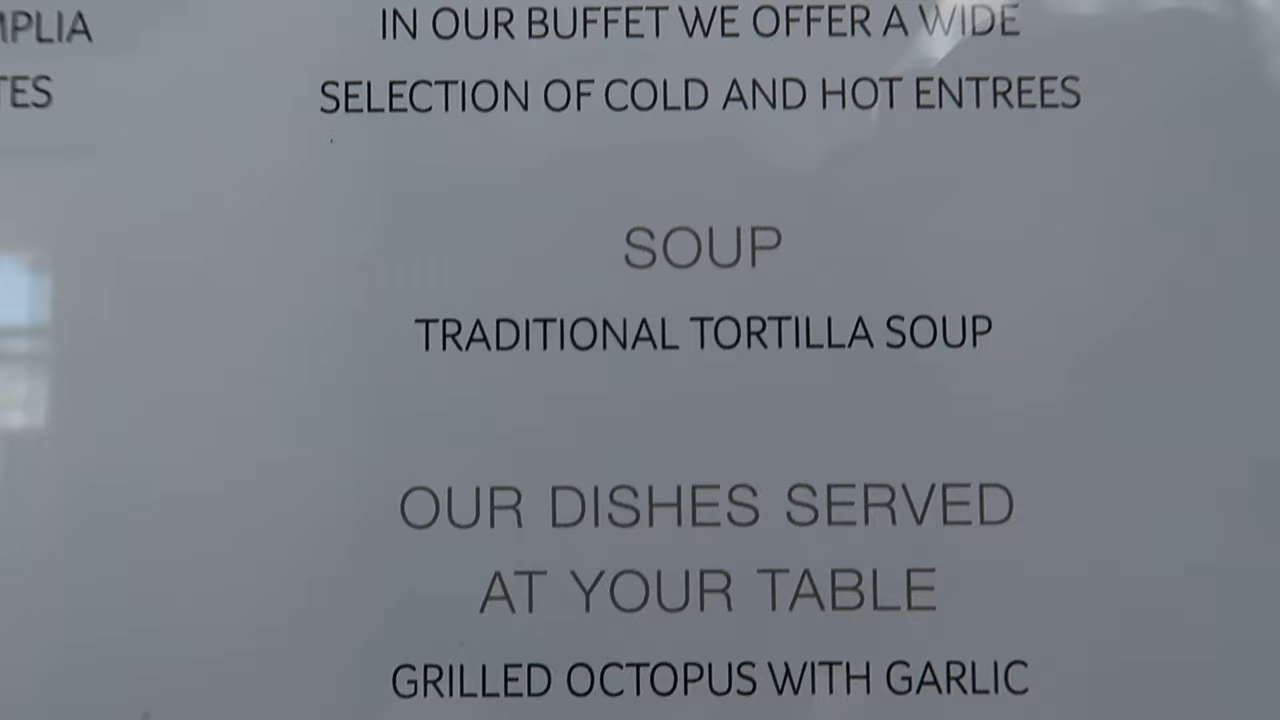 IN OUR BUFFET WE OFFER A WIDE
SELECTION OF COLD AND HOT ENTREES
TES
SOUP
TRADITIONAL TORTILLA SOUP
OUR DISHES SERVED
AT YOUR TABLE
GRILLED OCTOPUS WITH GARLIC